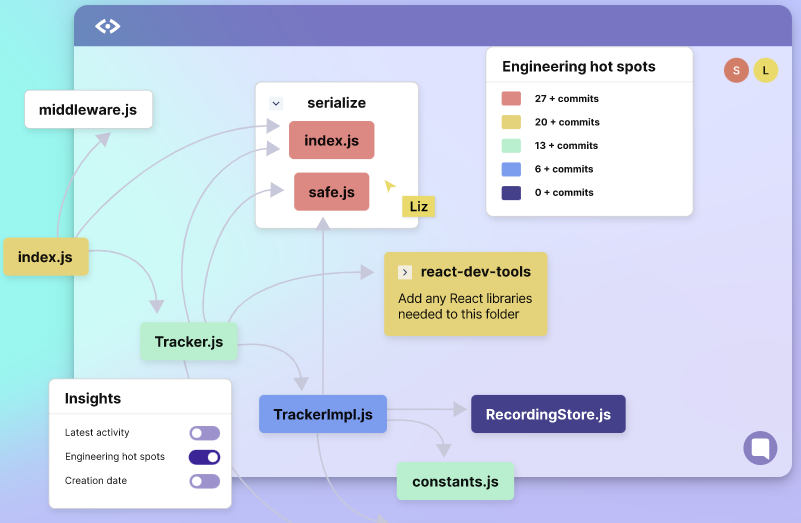 Engineering hot spots
27 + commits
20 + commits
13 + commits
6 + commits
0 + commits
S
L
middleware.js
serialize
index.js
safe.js
Liz
index.js
react-dev-tools
Add any React libraries
needed to this folder
Tracker.js
TrackerImpl.js
RecordingStore.js
constants.js
Insights
Latest activity
Engineering hot spots
Creation date